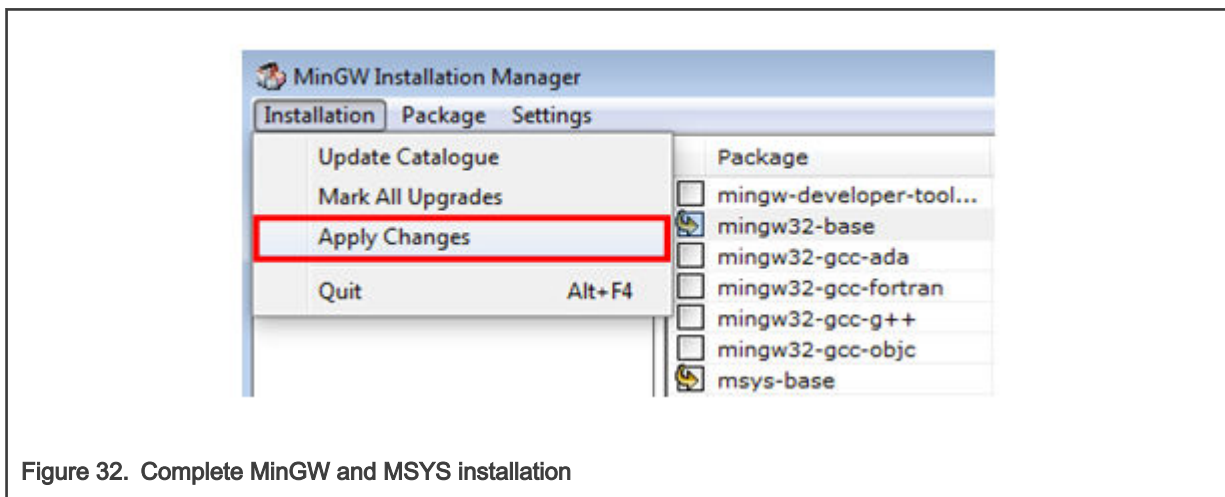 MinGW Installation Manager
Installation Package Settings
Update Catalogue
Mark All Upgrades
Apply Changes
Quit Alt+F4
Package
mingw-developer-tool...
mingw32-base
mingw32-gcc-ada
mingw32-gcc-fortran
mingw32-gcc-g++
mingw32-gcc-objc
msys-base
Figure 32. Complete MinGW and MSYS installation